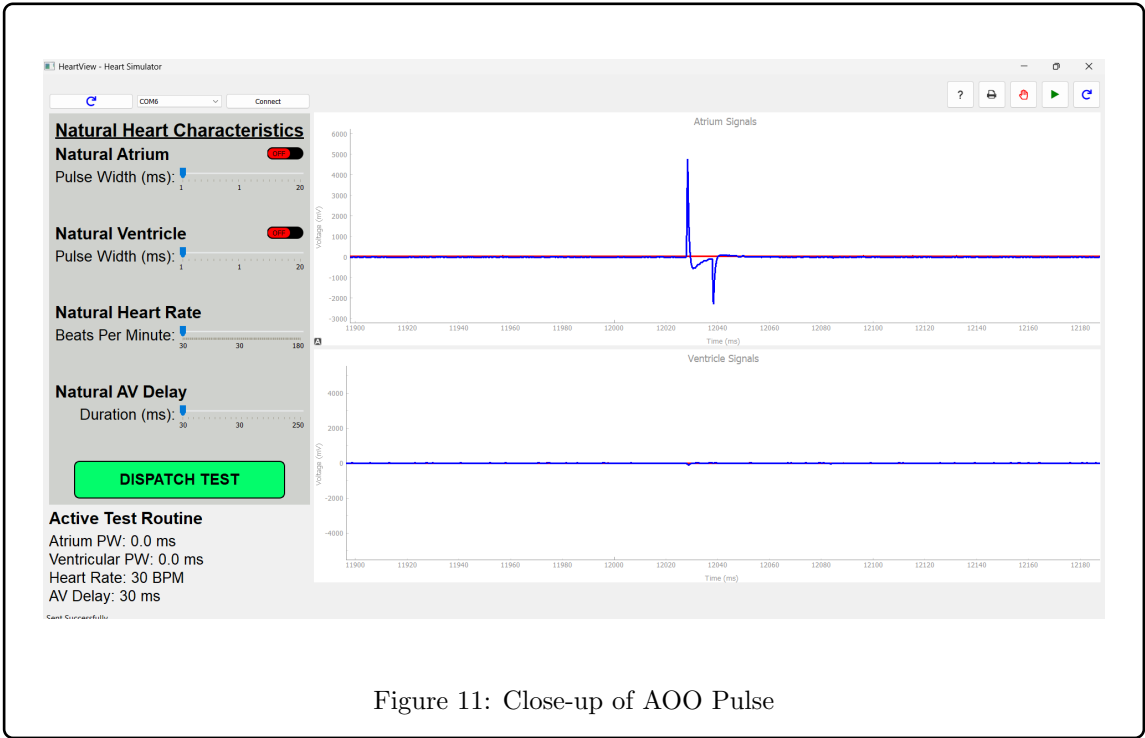 HeartView - Heart Simulator
COM6
Connect
?
Natural Heart Characteristics
Natural Atrium
OFF
Pulse Width (ms):
1 1 20
Natural Ventricle
OFF
Pulse Width (ms):
1 1 20
Natural Heart Rate
Beats Per Minute:
30 30 180
Natural AV Delay
Duration (ms):
30 30 250
DISPATCH TEST
Active Test Routine
Atrium PW: 0.0 ms
Ventricular PW: 0.0 ms
Heart Rate: 30 BPM
AV Delay: 30 ms
Sent Successfully
Atrium Signals
Voltage (mV)
6000
5000
4000
3000
2000
1000
0
-1000
-2000
-3000
11900 11920 11940 11960 11980 12000 12020 12040 12060 12080 12100 12120 12140 12160 12180
Time (ms)
A
Ventricle Signals
Voltage (mV)
4000
2000
0
-2000
-4000
11900 11920 11940 11960 11980 12000 12020 12040 12060 12080 12100 12120 12140 12160 12180
Time (ms)
Figure 11: Close-up of AOO Pulse